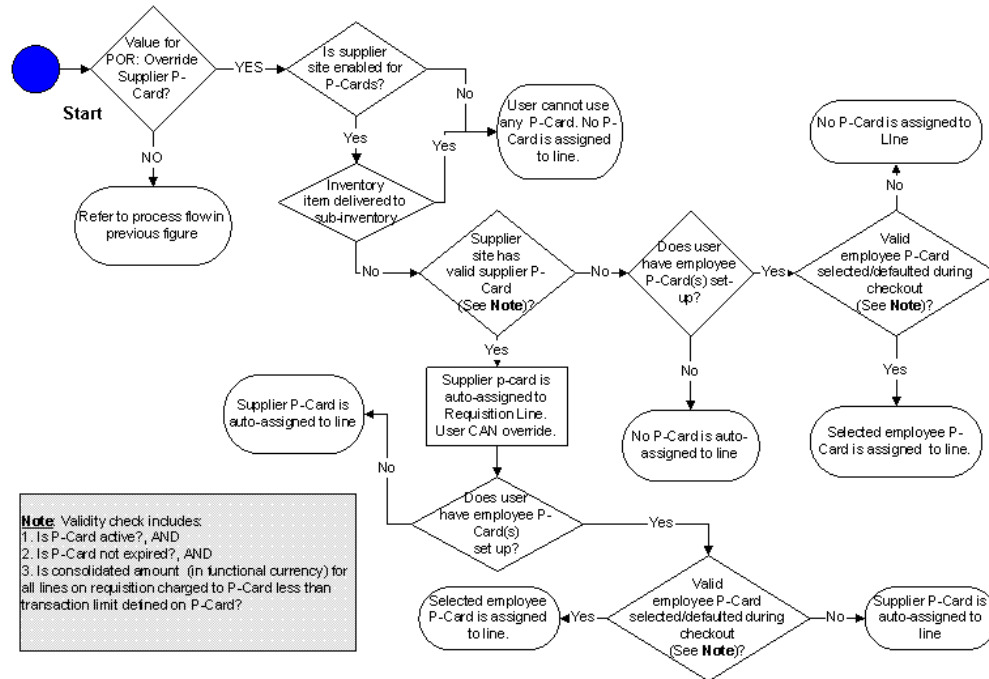 Value for
POR: Override
Supplier P-
Card?
Start
YES
NO
Refer to process flow in
previous figure
Is supplier
site enabled for
P-Cards?
No
Yes
User cannot use
any P-Card. No P-
Card is assigned
to line.
Yes
Inventory
item delivered to
sub-inventory
No
Supplier
site has
valid supplier P-
Card
(See Note)?
No
Yes
Does user
have employee
P-Card(s) set-
up?
Yes
No
No P-Card is auto-
assigned to line
No P-Card is assigned to
LIne
No
Valid
employee P-Card
selected/defaulted during
checkout
(See Note)?
Yes
Selected employee P-
Card is assigned to line.
Supplier p-card is
auto-assigned to
Requisition Line.
User CAN override.
Supplier P-Card is
auto-assigned to line
No
Does user
have employee P-
Card(s)
set up?
Yes
Valid
employee P-Card
selected/defaulted during
checkout
(See Note)?
Yes
Selected employee
P-Card is assigned to
line.
No
Supplier P-Card is
auto-assigned to
line
Note: Validity check includes:
1. Is P-Card active?, AND
2. Is P-Card not expired?, AND
3. Is consolidated amount (in functional currency) for
all lines on requisition charged to P-Card less than
transaction limit defined on P-Card?